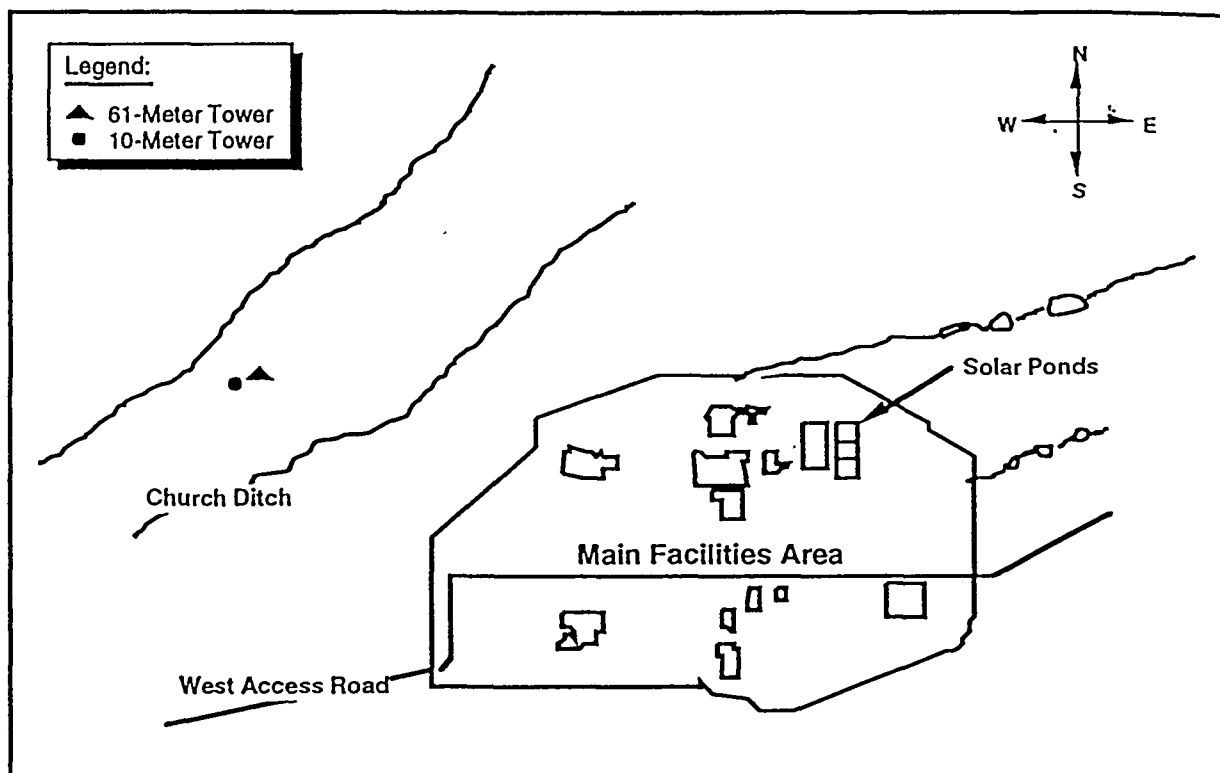 Legend:
61-Meter Tower
10-Meter Tower
N
W E
S
Solar Ponds
Church Ditch
Main Facilities Area
West Access Road